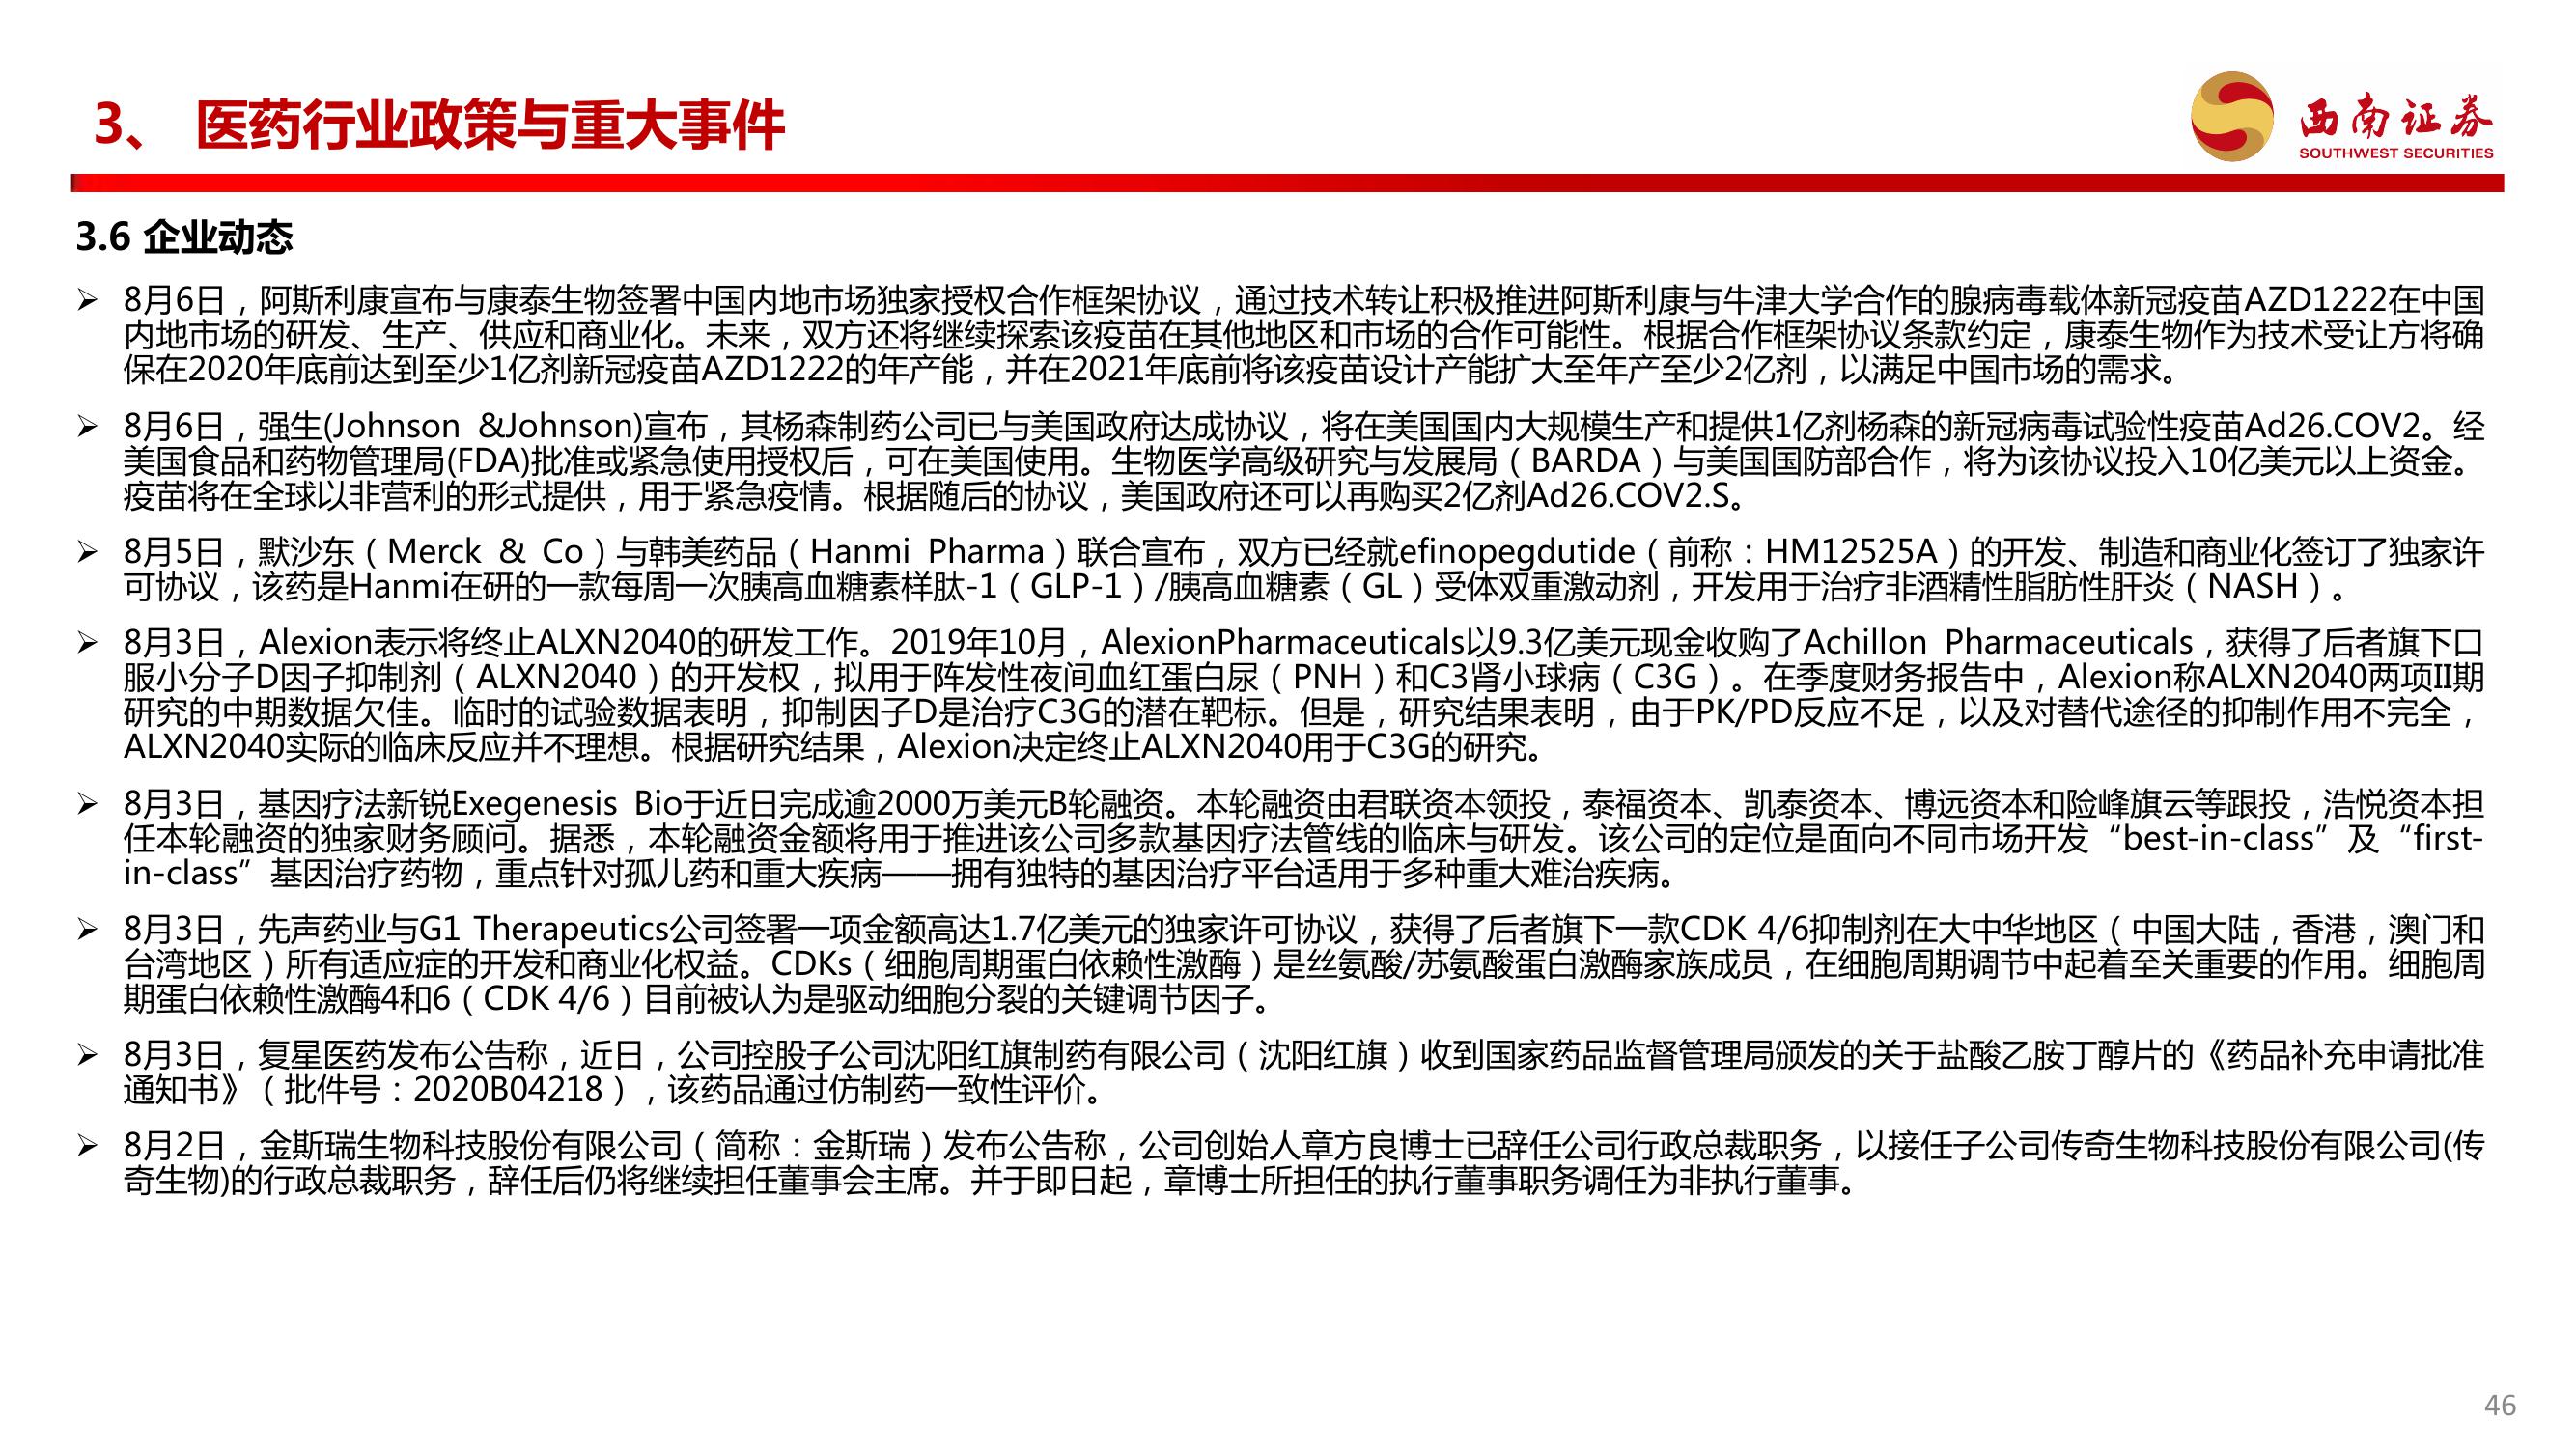 3、 医药行业政策与重大事件
西南证券
SOUTHWEST SECURITIES
3.6 企业动态
➢ 8月6日，阿斯利康宣布与康泰生物签署中国内地市场独家授权合作框架协议，通过技术转让积极推进阿斯利康与牛津大学合作的腺病毒载体新冠疫苗AZD1222在中国
内地市场的研发、生产、供应和商业化。未来，双方还将继续探索该疫苗在其他地区和市场的合作可能性。根据合作框架协议条款约定，康泰生物作为技术受让方将确
保在2020年底前达到至少1亿剂新冠疫苗AZD1222的年产能，并在2021年底前将该疫苗设计产能扩大至年产至少2亿剂，以满足中国市场的需求。
➢ 8月6日，强生(Johnson &Johnson)宣布，其杨森制药公司已与美国政府达成协议，将在美国国内大规模生产和提供1亿剂杨森的新冠病毒试验性疫苗Ad26.COV2。经
美国食品和药物管理局(FDA)批准或紧急使用授权后，可在美国使用。生物医学高级研究与发展局（BARDA）与美国国防部合作，将为该协议投入10亿美元以上资金。
疫苗将在全球以非营利的形式提供，用于紧急疫情。根据随后的协议，美国政府还可以再购买2亿剂Ad26.COV2.S。
➢ 8月5日，默沙东（Merck & Co）与韩美药品（Hanmi Pharma）联合宣布，双方已经就efinopegdutide（前称：HM12525A）的开发、制造和商业化签订了独家许
可协议，该药是Hanmi在研的一款每周一次胰高血糖素样肽-1（GLP-1）/胰高血糖素（GL）受体双重激动剂，开发用于治疗非酒精性脂肪性肝炎（NASH）。
➢ 8月3日，Alexion表示将终止ALXN2040的研发工作。2019年10月，AlexionPharmaceuticals以9.3亿美元现金收购了Achillon Pharmaceuticals，获得了后者旗下口
服小分子D因子抑制剂（ALXN2040）的开发权，拟用于阵发性夜间血红蛋白尿（PNH）和C3肾小球病（C3G）。在季度财务报告中，Alexion称ALXN2040两项II期
研究的中期数据欠佳。临时的试验数据表明，抑制因子D是治疗C3G的潜在靶标。但是，研究结果表明，由于PK/PD反应不足，以及对替代途径的抑制作用不完全，
ALXN2040实际的临床反应并不理想。根据研究结果，Alexion决定终止ALXN2040用于C3G的研究。
➢ 8月3日，基因疗法新锐Exegenesis Bio于近日完成逾2000万美元B轮融资。本轮融资由君联资本领投，泰福资本、凯泰资本、博远资本和险峰旗云等跟投，浩悦资本担
任本轮融资的独家财务顾问。据悉，本轮融资金额将用于推进该公司多款基因疗法管线的临床与研发。该公司的定位是面向不同市场开发“best-in-class”及“first-
in-class”基因治疗药物，重点针对孤儿药和重大疾病——拥有独特的基因治疗平台适用于多种重大难治疾病。
➢ 8月3日，先声药业与G1 Therapeutics公司签署一项金额高达1.7亿美元的独家许可协议，获得了后者旗下一款CDK 4/6抑制剂在大中华地区（中国大陆，香港，澳门和
台湾地区）所有适应症的开发和商业化权益。CDKs（细胞周期蛋白依赖性激酶）是丝氨酸/苏氨酸蛋白激酶家族成员，在细胞周期调节中起着至关重要的作用。细胞周
期蛋白依赖性激酶4和6（CDK 4/6）目前被认为是驱动细胞分裂的关键调节因子。
➢ 8月3日，复星医药发布公告称，近日，公司控股子公司沈阳红旗制药有限公司（沈阳红旗）收到国家药品监督管理局颁发的关于盐酸乙胺丁醇片的《药品补充申请批准
通知书》（批件号：2020B04218），该药品通过仿制药一致性评价。
➢ 8月2日，金斯瑞生物科技股份有限公司（简称：金斯瑞）发布公告称，公司创始人章方良博士已辞任公司行政总裁职务，以接任子公司传奇生物科技股份有限公司(传
奇生物)的行政总裁职务，辞任后仍将继续担任董事会主席。并于即日起，章博士所担任的执行董事职务调任为非执行董事。
46